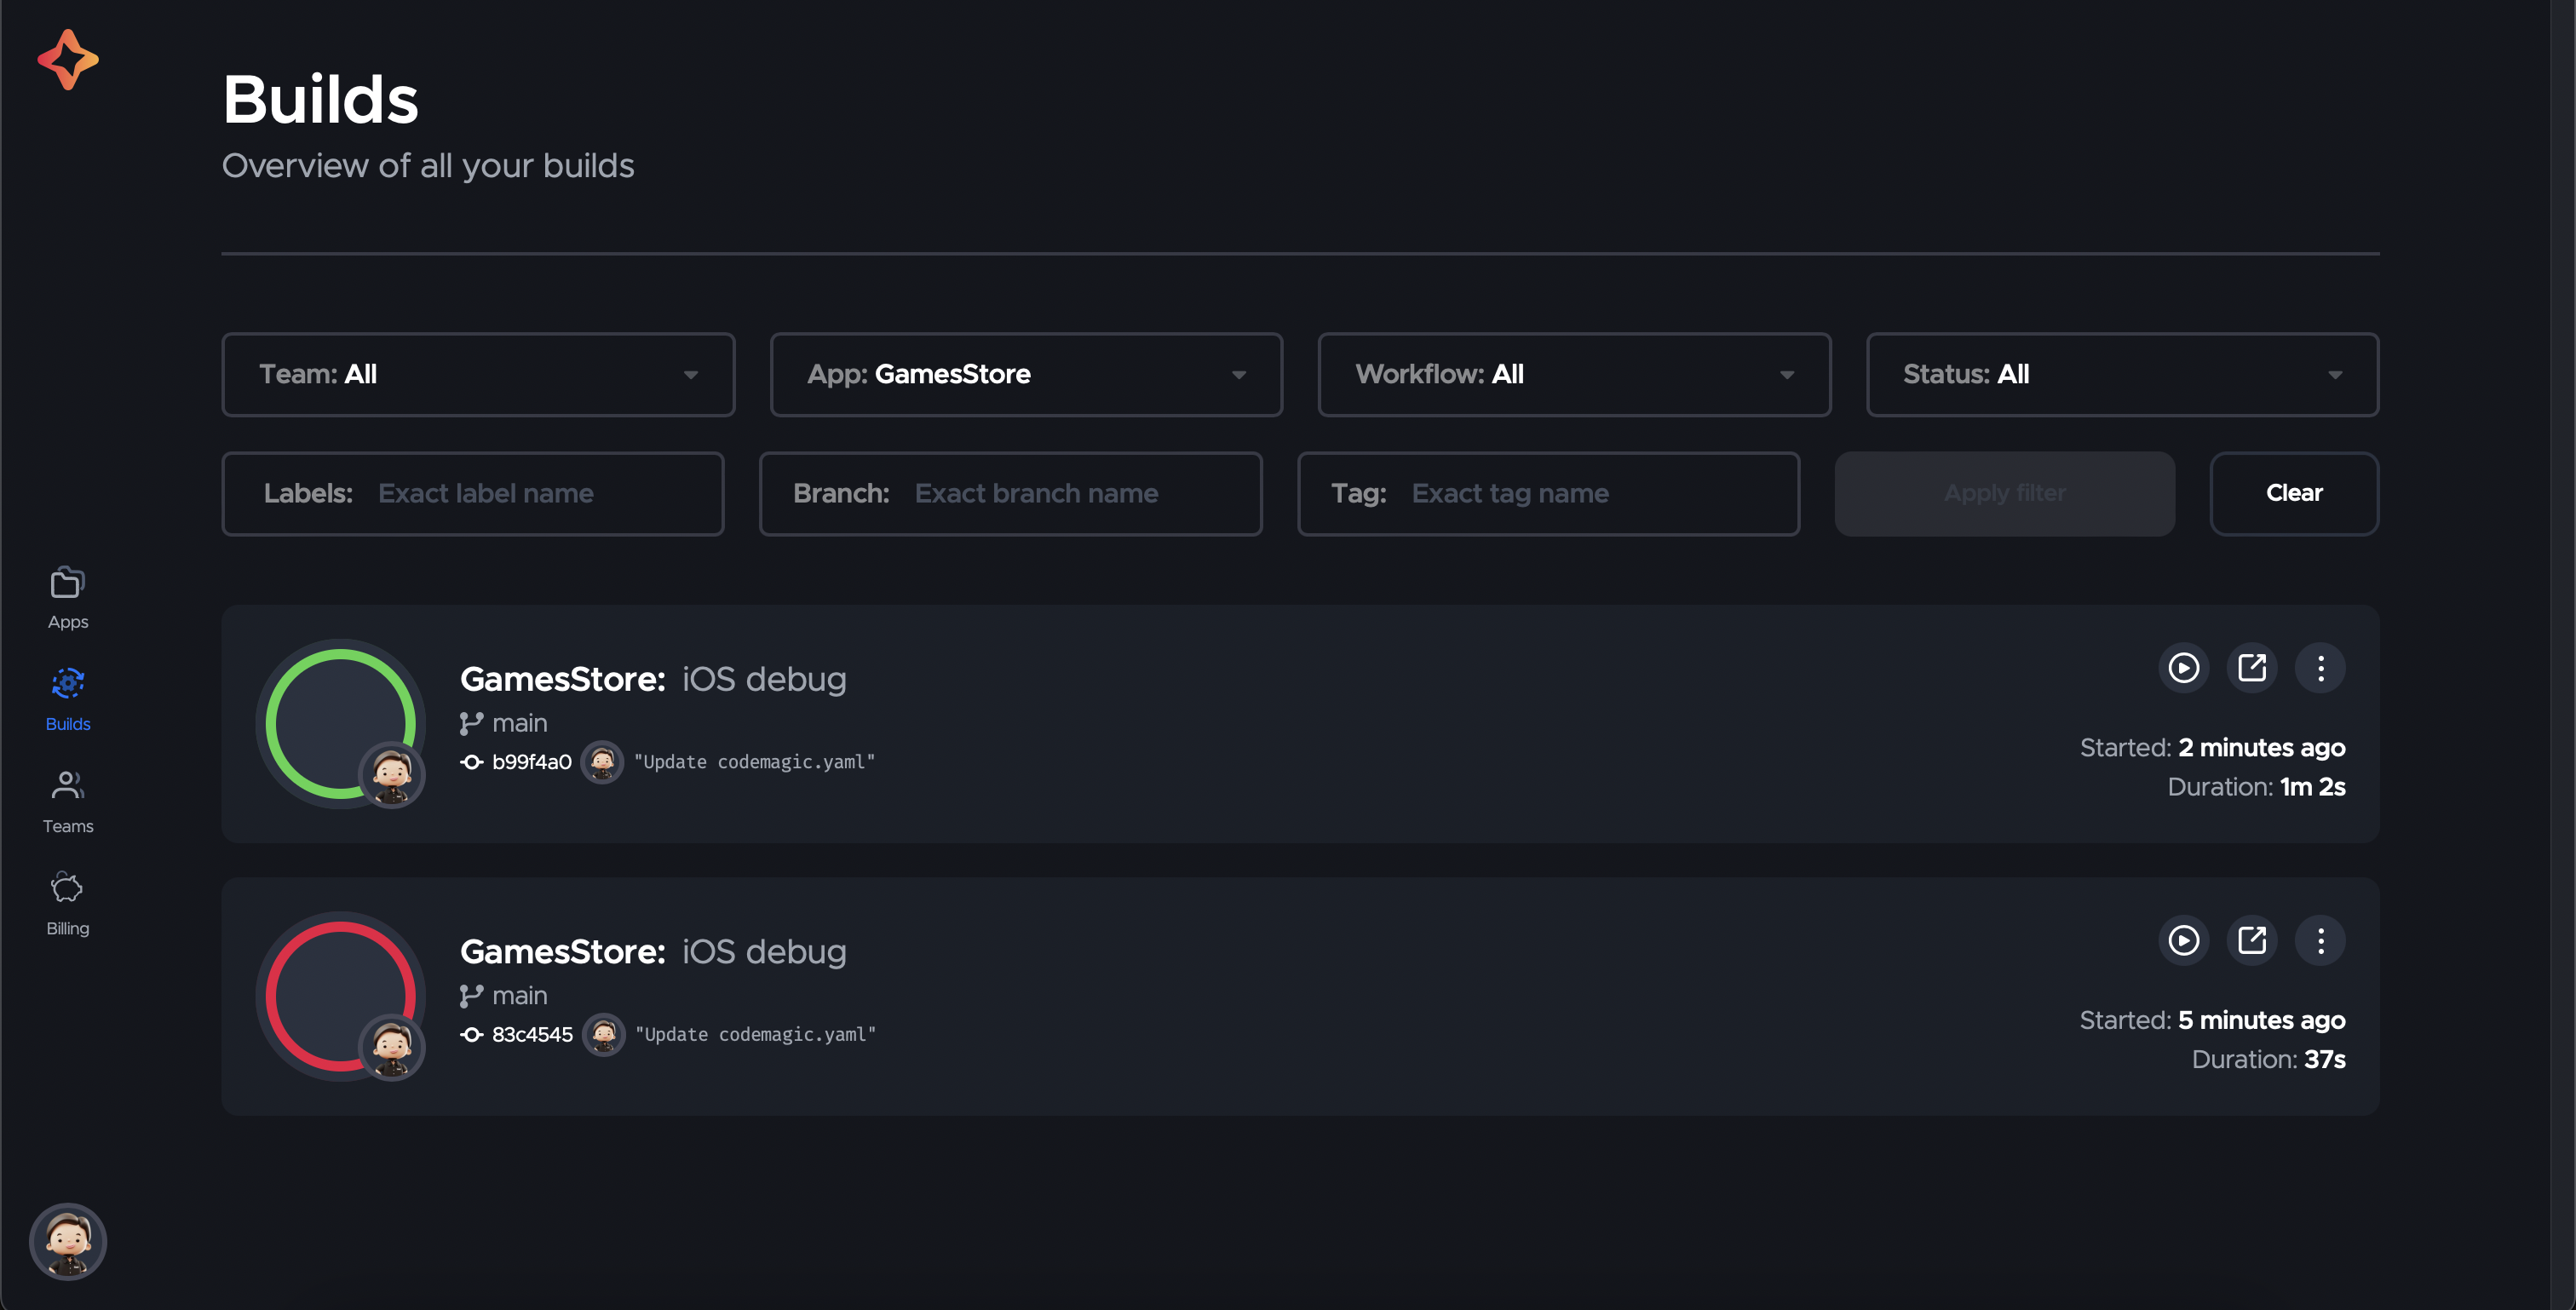 Builds
Overview of all your builds
Team: All
App: GamesStore
Workflow: All
Status: All
Labels: Exact label name
Branch: Exact branch name
Tag: Exact tag name
Apply filter
Clear
Apps
Builds
Teams
Billing
GamesStore: iOS debug
main
b99f4a0 "Update codemagic.yaml"
Started: 2 minutes ago
Duration: 1m 2s
GamesStore: iOS debug
main
83c4545 "Update codemagic.yaml"
Started: 5 minutes ago
Duration: 37s